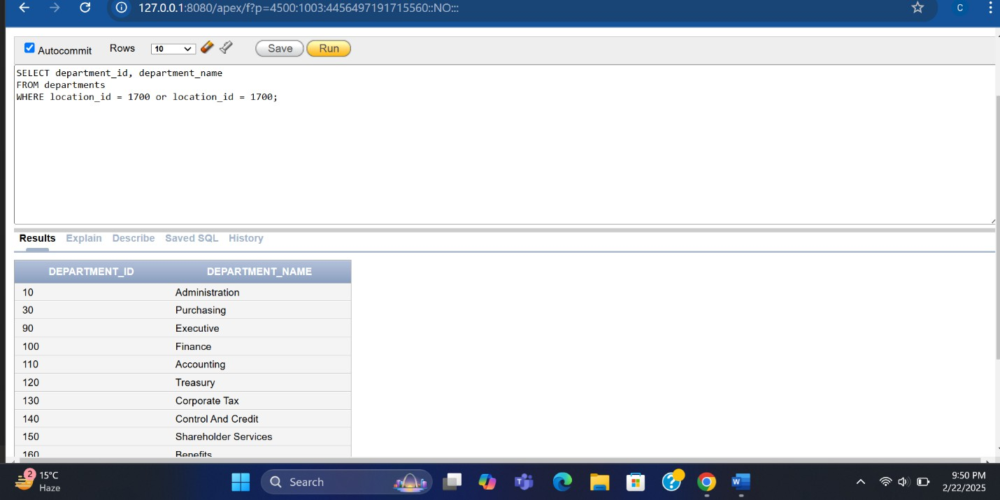 127.0.0.1:8080/apex/f?p=4500:1003:4456497191715560::NO:::
C
Autocommit Rows 10 Save Run
SELECT department_id, department_name
FROM departments
WHERE location_id = 1700 or location_id = 1700;
Results Explain Describe Saved SQL History
DEPARTMENT_ID DEPARTMENT_NAME
10 Administration
30 Purchasing
90 Executive
100 Finance
110 Accounting
120 Treasury
130 Corporate Tax
140 Control And Credit
150 Shareholder Services
160 Benefits
2 15°C
Haze
Search
9:50 PM
2/22/2025